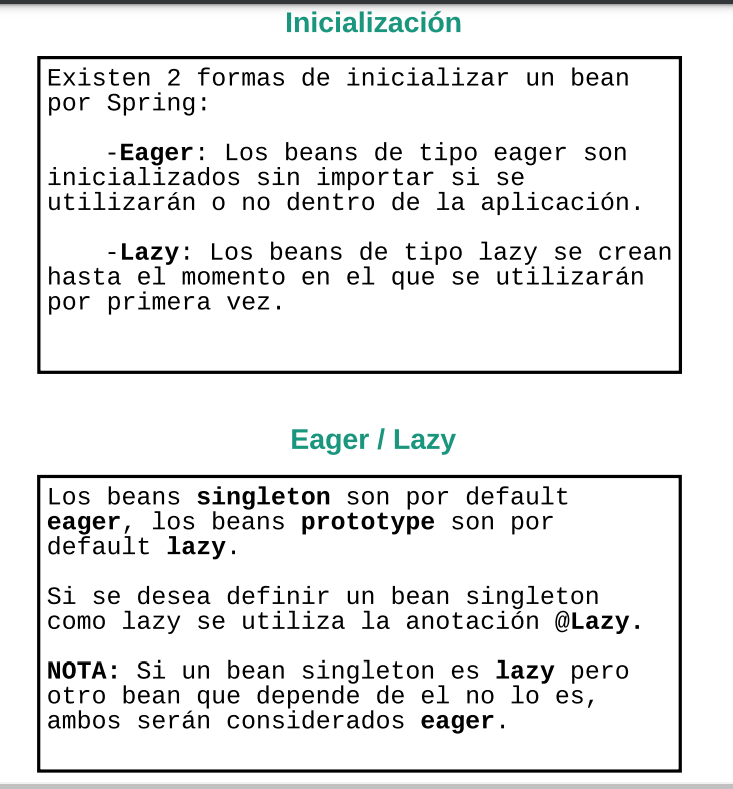 Inicialización
Existen 2 formas de inicializar un bean
por Spring:
-Eager: Los beans de tipo eager son
inicializados sin importar si se
utilizarán o no dentro de la aplicación.
-Lazy: Los beans de tipo lazy se crean
hasta el momento en el que se utilizarán
por primera vez.
Eager / Lazy
Los beans singleton son por default
eager, los beans prototype son por
default lazy.
Si se desea definir un bean singleton
como lazy se utiliza la anotación @Lazy.
NOTA: Si un bean singleton es lazy pero
otro bean que depende de el no lo es,
ambos serán considerados eager.